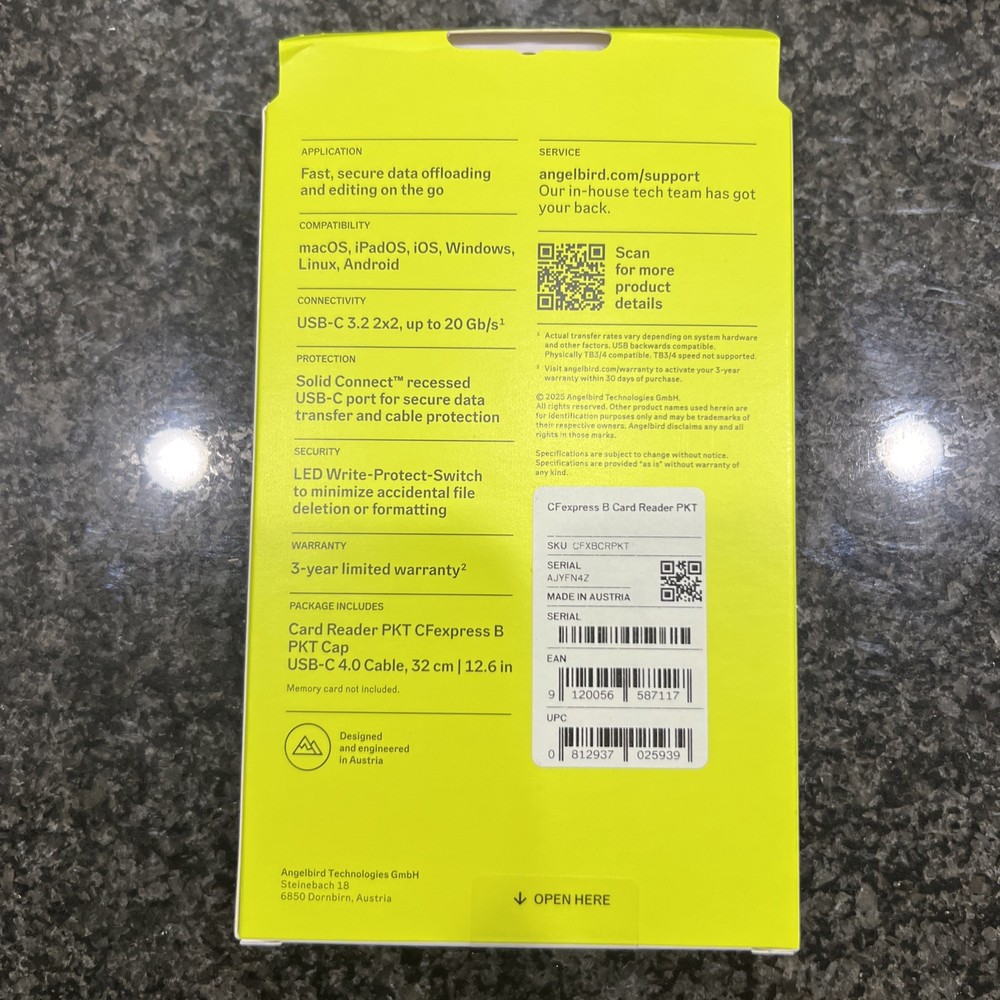 APPLICATION
Fast, secure data offloading
and editing on the go
COMPATIBILITY
macOS, iPadOS, iOS, Windows,
Linux, Android
CONNECTIVITY
USB-C 3.2 2x2, up to 20 Gb/s¹
PROTECTION
Solid Connect™ recessed
USB-C port for secure data
transfer and cable protection
SECURITY
LED Write-Protect-Switch
to minimize accidental file
deletion or formatting
WARRANTY
3-year limited warranty²
PACKAGE INCLUDES
Card Reader PKT CFexpress B
PKT Cap
USB-C 4.0 Cable, 32 cm | 12.6 in
Memory card not included.
Designed
and engineered
in Austria
Angelbird Technologies GmbH
Steinebach 18
6850 Dornbirn, Austria
SERVICE
angelbird.com/support
Our in-house tech team has got
your back.
Scan
for more
product
details
¹ Actual transfer rates vary depending on system hardware
and other factors. USB backwards compatible.
Physically TB3/4 compatible. TB3/4 speed not supported.
² Visit angelbird.com/warranty to activate your 3-year
warranty within 30 days of purchase.
© 2025 Angelbird Technologies GmbH.
All rights reserved. Other product names used herein are
for identification purposes only and may be trademarks of
their respective owners. Angelbird disclaims any and all
rights in those marks.
Specifications are subject to change without notice.
Specifications are provided "as is" without warranty of
any kind.
CFexpress B Card Reader PKT
SKU CFXBCRPKT
SERIAL
AJYFN4Z
MADE IN AUSTRIA
SERIAL
EAN
9 120056 587117
UPC
0 812937 025939
↓ OPEN HERE